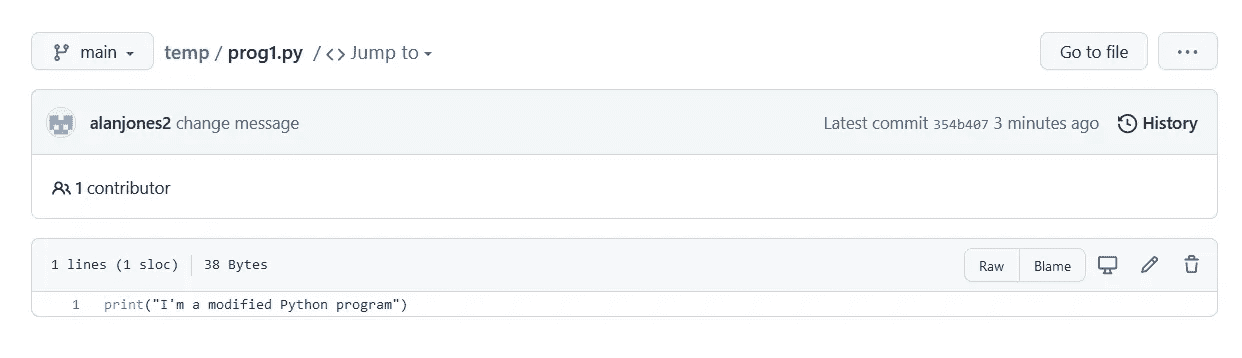 main temp / prog1.py / <> Jump to Go to file ...
alanjones2 change message Latest commit 354b407 3 minutes ago History
1 contributor
1 lines (1 sloc) 38 Bytes Raw Blame
1 print("I'm a modified Python program")